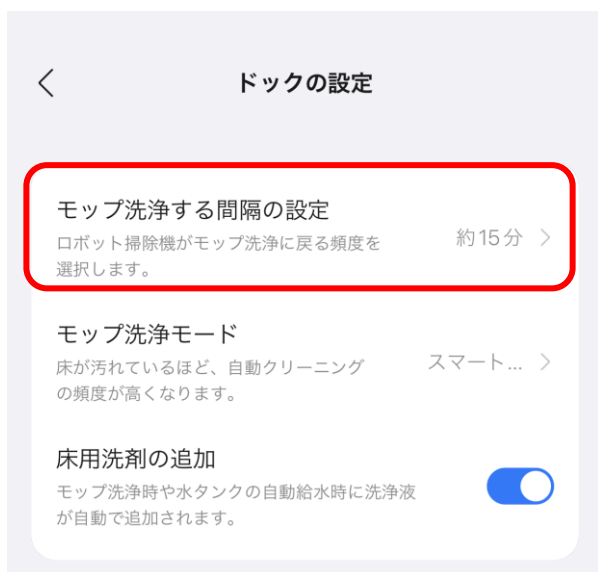 ドックの設定
モップ洗浄する間隔の設定
ロボット掃除機がモップ洗浄に戻る頻度を
選択します。
約15分
モップ洗浄モード
床が汚れているほど、自動クリーニング
の頻度が高くなります。
スマート...
床用洗剤の追加
モップ洗浄時や水タンクの自動給水時に洗浄液
が自動で追加されます。